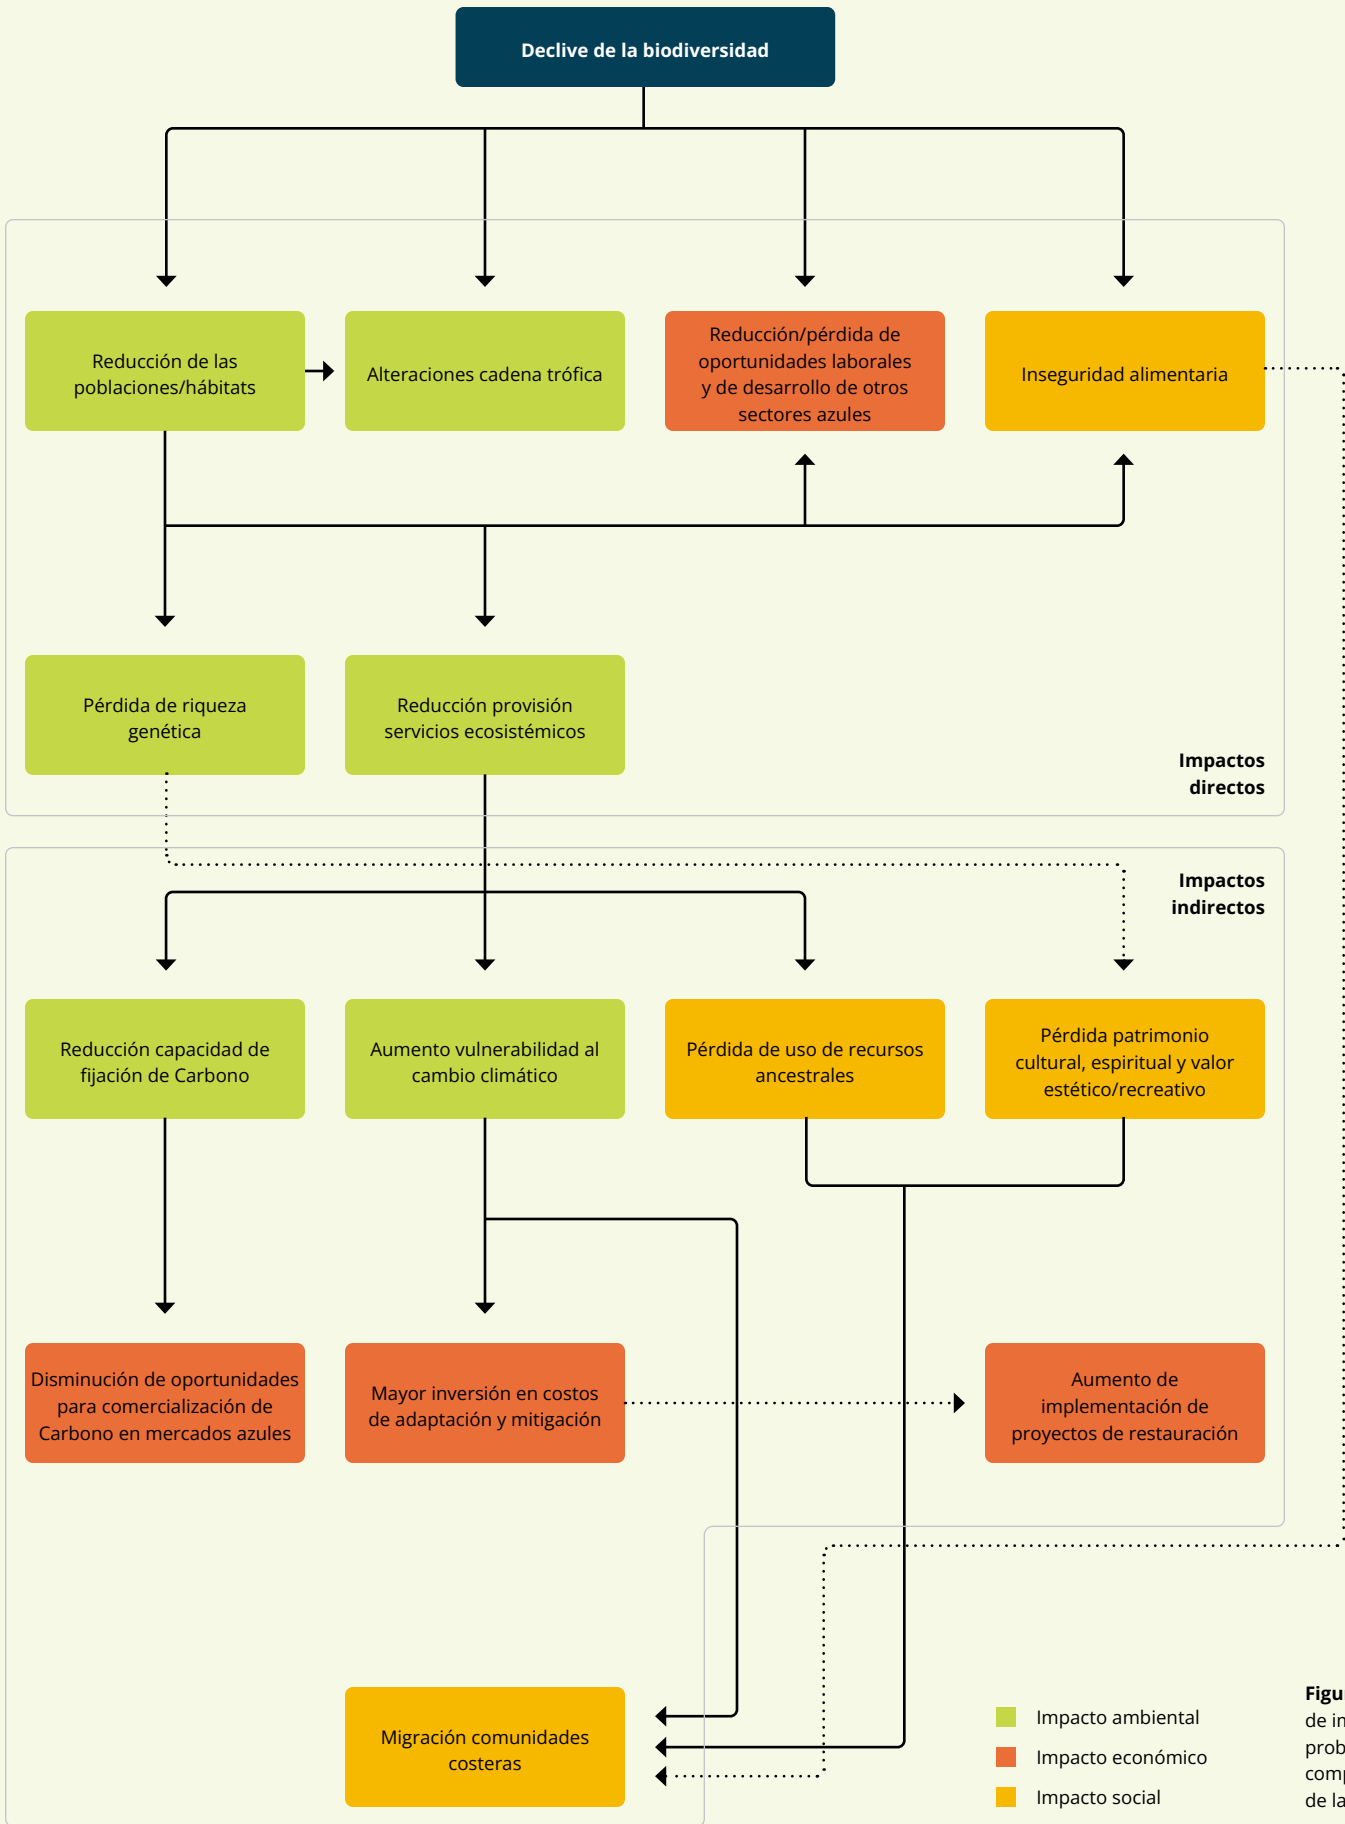 Declive de la biodiversidad
Reducción de las
poblaciones/hábitats
Alteraciones cadena trófica
Reducción/pérdida de
oportunidades laborales
y de desarrollo de otros
sectores azules
Inseguridad alimentaria
Pérdida de riqueza
genética
Reducción provisión
servicios ecosistémicos
Impactos
directos
Impactos
indirectos
Reducción capacidad de
fijación de Carbono
Aumento vulnerabilidad al
cambio climático
Pérdida de uso de recursos
ancestrales
Pérdida patrimonio
cultural, espiritual y valor
estético/recreativo
Disminución de oportunidades
para comercialización de
Carbono en mercados azules
Mayor inversión en costos
de adaptación y mitigación
Aumento de
implementación de
proyectos de restauración
Migración comunidades
costeras
Impacto ambiental
Impacto económico
Impacto social
de
de la